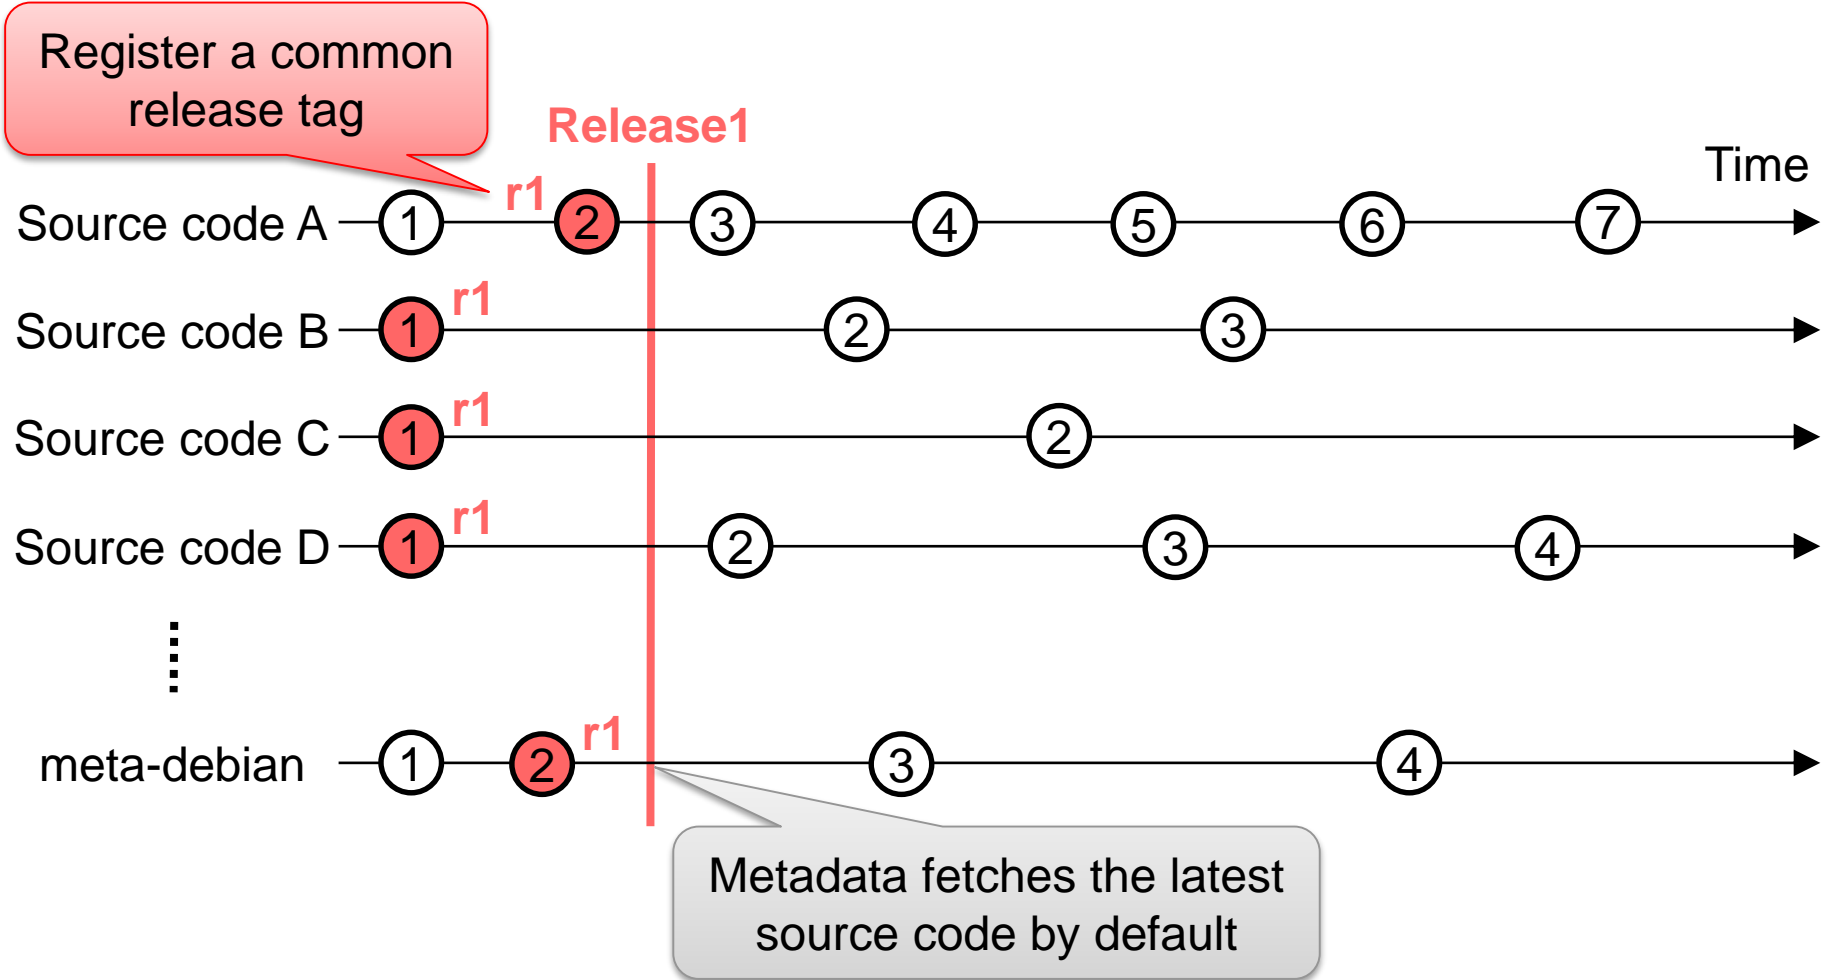 Register a common
release tag
Release1
Time
Source code A 1 r1 2 3 4 5 6 7
Source code B 1 r1 2 3
Source code C 1 r1 2
Source code D 1 r1 2 3 4
meta-debian 1 2 r1 3 4
Metadata fetches the latest
source code by default